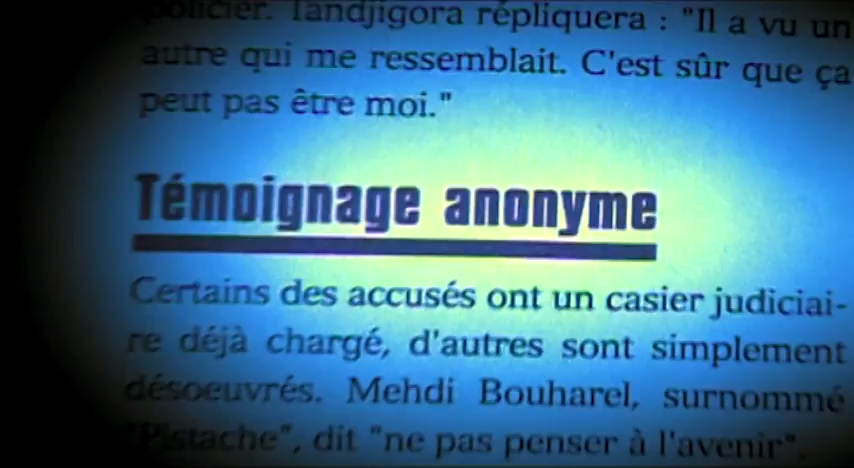 policier. Tandjigora répliquera : "Il a vu un
autre qui me ressemblait. C'est sûr que ça
peut pas être moi."
Témoignage anonyme
Certains des accusés ont un casier judiciai-
re déjà chargé, d'autres sont simplement
désoeuvrés. Mehdi Bouharel, surnommé
"Pistache", dit "ne pas penser à l'avenir".